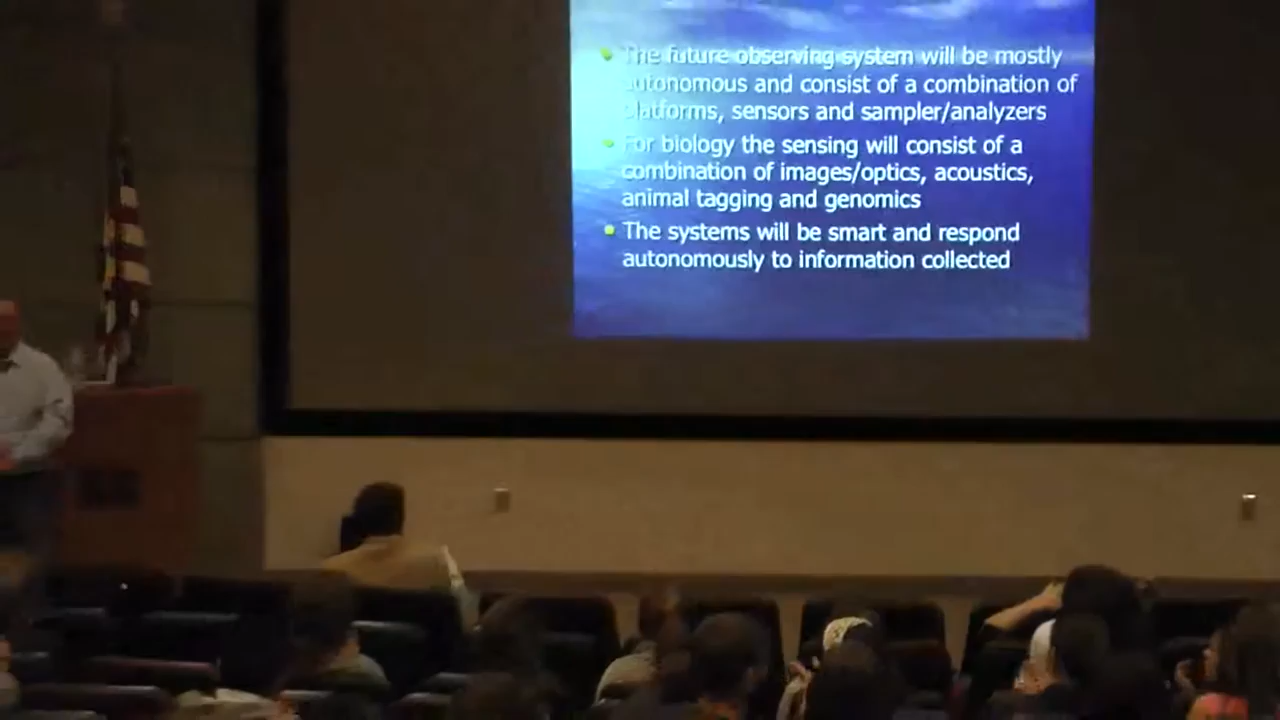 The future observing system will be mostly
autonomous and consist of a combination of
platforms, sensors and sampler/analyzers
For biology the sensing will consist of a
combination of images/optics, acoustics,
animal tagging and genomics
The systems will be smart and respond
autonomously to information collected